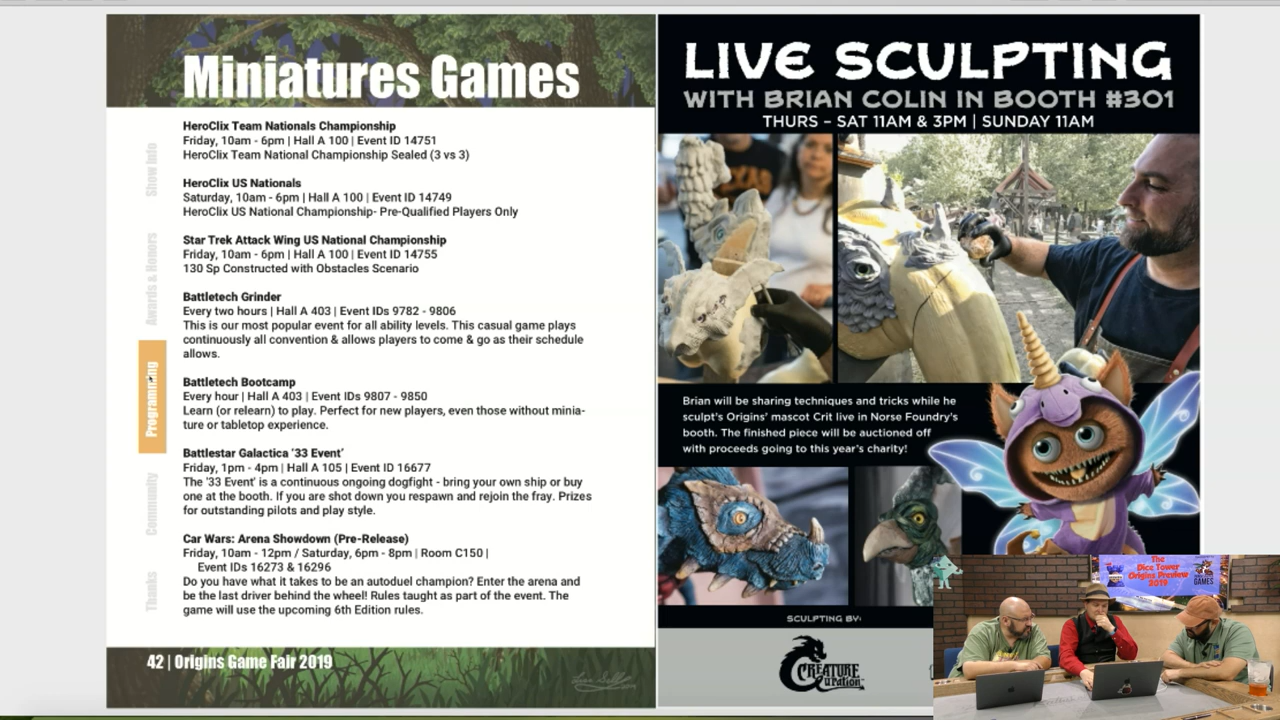 Miniatures Games
Show Info
Awards & Honors
Programming
Community
Thanks
HeroClix Team Nationals Championship
Friday, 10am - 6pm | Hall A 100 | Event ID 14751
HeroClix Team National Championship Sealed (3 vs 3)
HeroClix US Nationals
Saturday, 10am - 6pm | Hall A 100 | Event ID 14749
HeroClix US National Championship- Pre-Qualified Players Only
Star Trek Attack Wing US National Championship
Friday, 10am - 6pm | Hall A 100 | Event ID 14755
130 Sp Constructed with Obstacles Scenario
Battletech Grinder
Every two hours | Hall A 403 | Event IDs 9782 - 9806
This is our most popular event for all ability levels. This casual game plays
continuously all convention & allows players to come & go as their schedule
allows.
Battletech Bootcamp
Every hour | Hall A 403 | Event IDs 9807 - 9850
Learn (or relearn) to play. Perfect for new players, even those without minia-
ture or tabletop experience.
Battlestar Galactica '33 Event'
Friday, 1pm - 4pm | Hall A 105 | Event ID 16677
The '33 Event' is a continuous ongoing dogfight - bring your own ship or buy
one at the booth. If you are shot down you respawn and rejoin the fray. Prizes
for outstanding pilots and play style.
Car Wars: Arena Showdown (Pre-Release)
Friday, 10am - 12pm / Saturday, 6pm - 8pm | Room C150 |
Event IDs 16273 & 16296
Do you have what it takes to be an autoduel champion? Enter the arena and
be the last driver behind the wheel! Rules taught as part of the event. The
game will use the upcoming 6th Edition rules.
42 | Origins Game Fair 2019
LIVE SCULPTING
WITH BRIAN COLIN IN BOOTH #301
THURS – SAT 11AM & 3PM | SUNDAY 11AM
Brian will be sharing techniques and tricks while he
sculpt's Origins' mascot Crit live in Norse Foundry's
booth. The finished piece will be auctioned off
with proceeds going to this year's charity!
SCULPTING BY:
CREATURE
Curation
The
Dice Tower
Origins Preview
2019
GAMES